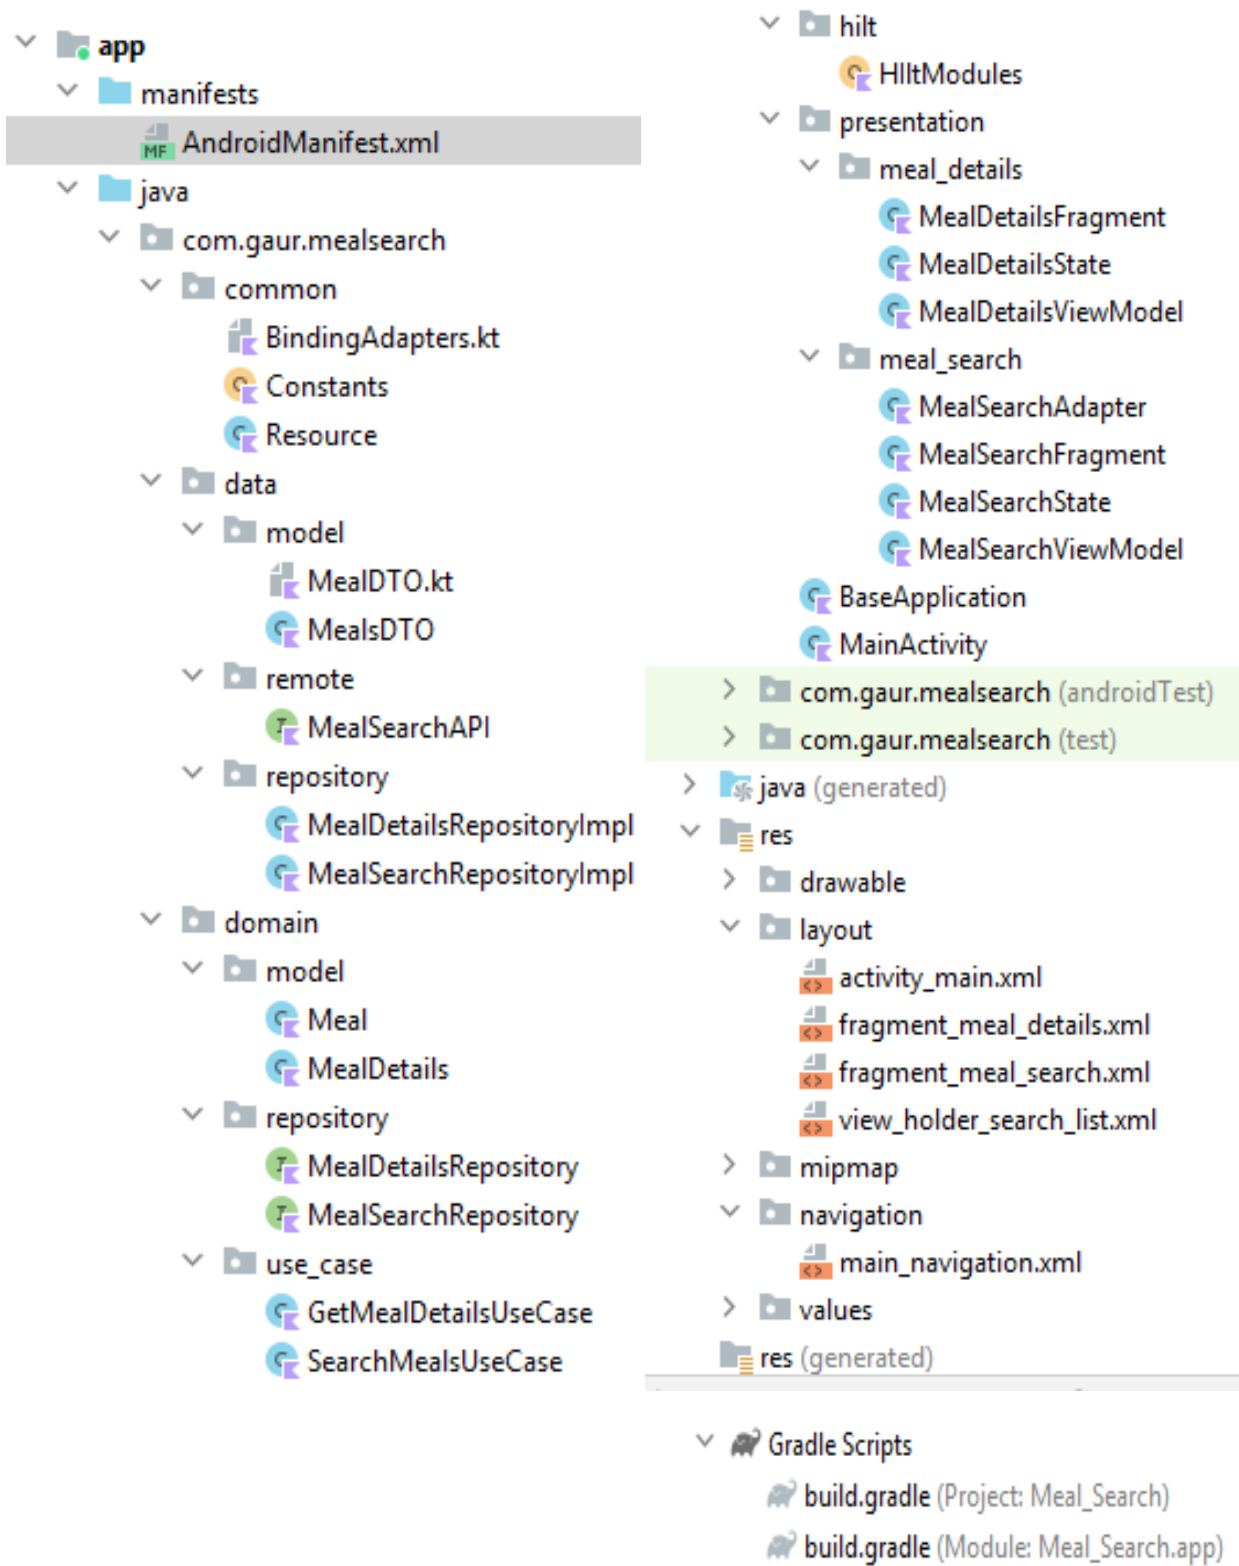 app
manifests
MF AndroidManifest.xml
java
com.gaur.mealsearch
common
BindingAdapters.kt
Constants
Resource
data
model
MealDTO.kt
MealsDTO
remote
MealSearchAPI
repository
MealDetailsRepositoryImpl
MealSearchRepositoryImpl
domain
model
Meal
MealDetails
repository
MealDetailsRepository
MealSearchRepository
use_case
GetMealDetailsUseCase
SearchMealsUseCase
hilt
HIltModules
presentation
meal_details
MealDetailsFragment
MealDetailsState
MealDetailsViewModel
meal_search
MealSearchAdapter
MealSearchFragment
MealSearchState
MealSearchViewModel
BaseApplication
MainActivity
com.gaur.mealsearch (androidTest)
com.gaur.mealsearch (test)
java (generated)
res
drawable
layout
activity_main.xml
fragment_meal_details.xml
fragment_meal_search.xml
view_holder_search_list.xml
mipmap
navigation
main_navigation.xml
values
res (generated)
Gradle Scripts
build.gradle (Project: Meal_Search)
build.gradle (Module: Meal_Search.app)